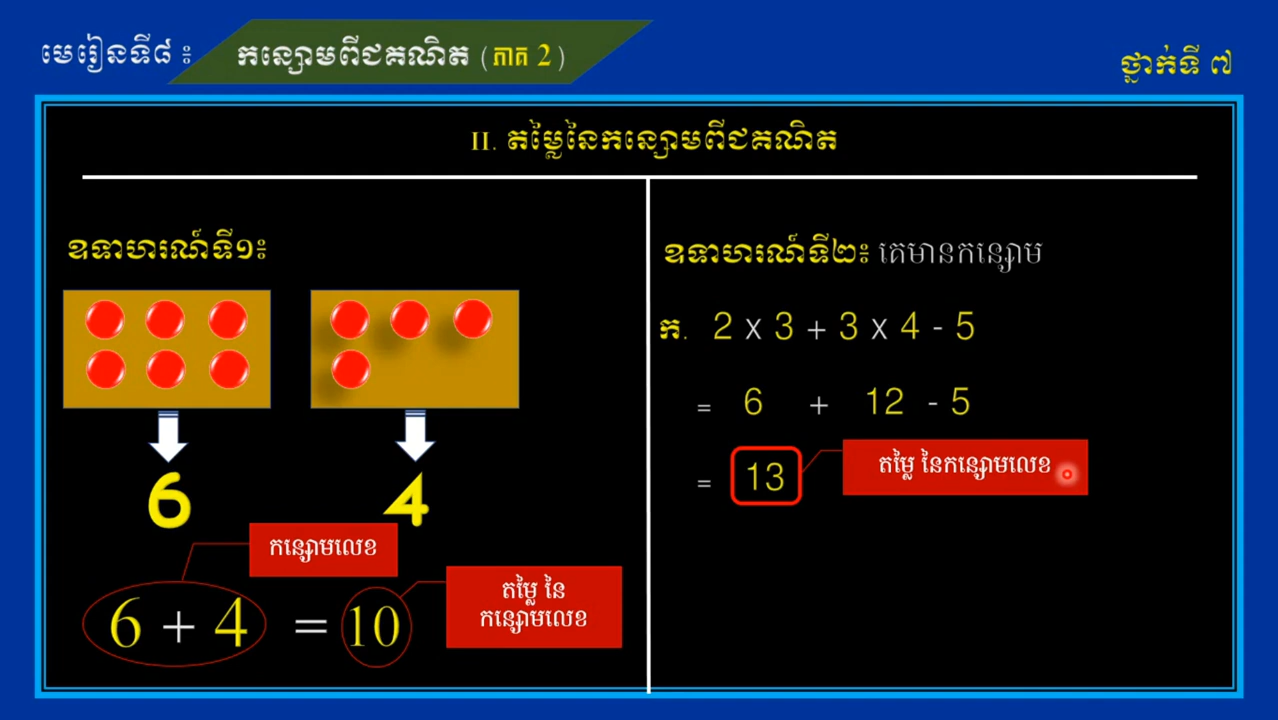 មេរៀនទី៨ ៖ កន្សោមពីជគណិត (ភាគ 2)
ថ្នាក់ទី ៧
II. តម្លៃនៃកន្សោមពីជគណិត
ឧទាហរណ៍ទី១៖
6 4
កន្សោមលេខ
6 + 4 = 10
តម្លៃ នៃ
កន្សោមលេខ
ឧទាហរណ៍ទី២៖ គេមានកន្សោម
ក. 2 x 3 + 3 x 4 - 5
= 6 + 12 - 5
= 13
តម្លៃ នៃកន្សោមលេខ